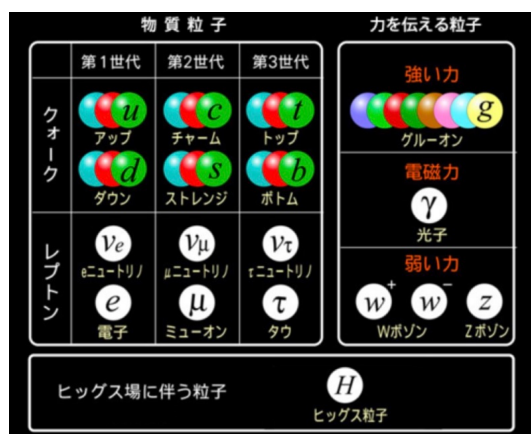 物質粒子
力を伝える粒子
第1世代 第2世代 第3世代
クォーク
u c t
アップ チャーム トップ
d s b
ダウン ストレンジ ボトム
レプトン
νe νμ ντ
eニュートリノ μニュートリノ τニュートリノ
e μ τ
電子 ミューオン タウ
強い力
g
グルーオン
電磁力
γ
光子
弱い力
w+ w- z
Wボゾン Zボゾン
ヒッグス場に伴う粒子
H
ヒッグス粒子